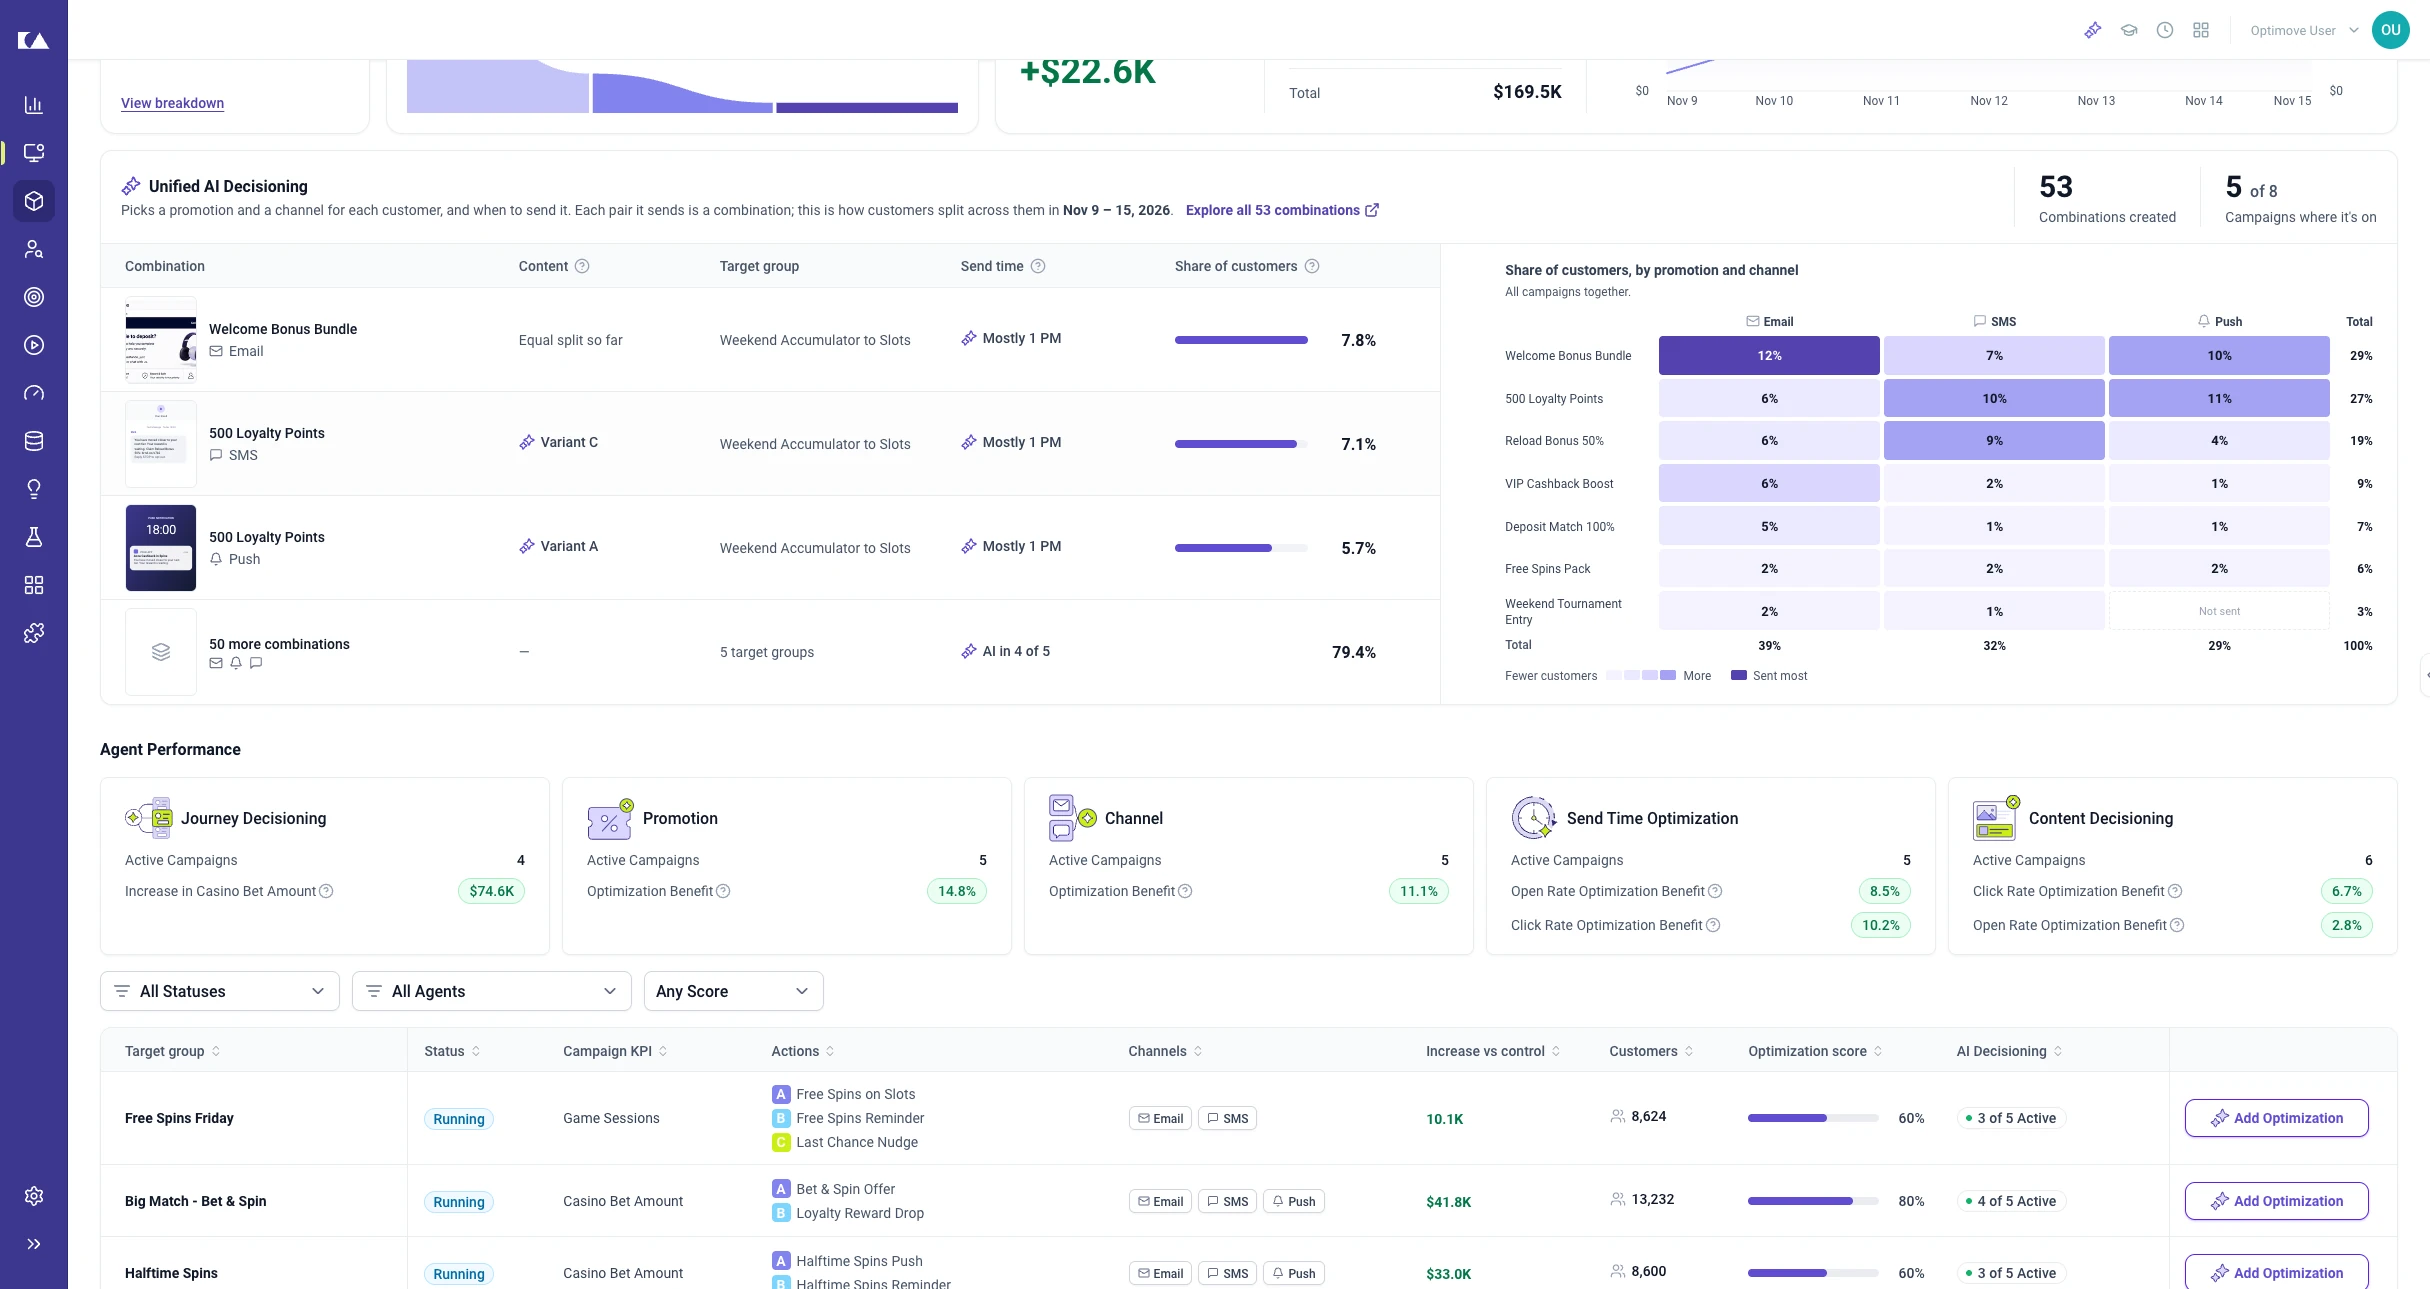 Optimove User
OU
View breakdown
+$22.6K
Total
$169.5K
$0
Nov 9
Nov 10
Nov 11
Nov 12
Nov 13
Nov 14
Nov 15
$0
Unified AI Decisioning
Picks a promotion and a channel for each customer, and when to send it. Each pair it sends is a combination; this is how customers split across them in Nov 9 – 15, 2026. Explore all 53 combinations
53
Combinations created
5 of 8
Campaigns where it's on
Combination Content Target group Send time Share of customers
Welcome Bonus Bundle
Email
Equal split so far
Weekend Accumulator to Slots
Mostly 1 PM
7.8%
500 Loyalty Points
SMS
Variant C
Weekend Accumulator to Slots
Mostly 1 PM
7.1%
18:00
500 Loyalty Points
Push
Variant A
Weekend Accumulator to Slots
Mostly 1 PM
5.7%
50 more combinations
—
5 target groups
AI in 4 of 5
79.4%
Share of customers, by promotion and channel
All campaigns together.
Email SMS Push Total
Welcome Bonus Bundle 12% 7% 10% 29%
500 Loyalty Points 6% 10% 11% 27%
Reload Bonus 50% 6% 9% 4% 19%
VIP Cashback Boost 6% 2% 1% 9%
Deposit Match 100% 5% 1% 1% 7%
Free Spins Pack 2% 2% 2% 6%
Weekend Tournament Entry 2% 1% Not sent 3%
Total 39% 32% 29% 100%
Fewer customers More Sent most
Agent Performance
Journey Decisioning
Active Campaigns 4
Increase in Casino Bet Amount $74.6K
Promotion
Active Campaigns 5
Optimization Benefit 14.8%
Channel
Active Campaigns 5
Optimization Benefit 11.1%
Send Time Optimization
Active Campaigns 5
Open Rate Optimization Benefit 8.5%
Click Rate Optimization Benefit 10.2%
Content Decisioning
Active Campaigns 6
Click Rate Optimization Benefit 6.7%
Open Rate Optimization Benefit 2.8%
All Statuses
All Agents
Any Score
Target group Status Campaign KPI Actions Channels Increase vs control Customers Optimization score AI Decisioning
Free Spins Friday
Running
Game Sessions
A Free Spins on Slots
B Free Spins Reminder
C Last Chance Nudge
Email SMS
10.1K
8,624
60%
3 of 5 Active
Add Optimization
Big Match - Bet & Spin
Running
Casino Bet Amount
A Bet & Spin Offer
B Loyalty Reward Drop
Email SMS Push
$41.8K
13,232
80%
4 of 5 Active
Add Optimization
Halftime Spins
Running
Casino Bet Amount
A Halftime Spins Push
B Halftime Spins Reminder
Email SMS Push
$33.0K
8,600
60%
3 of 5 Active
Add Optimization